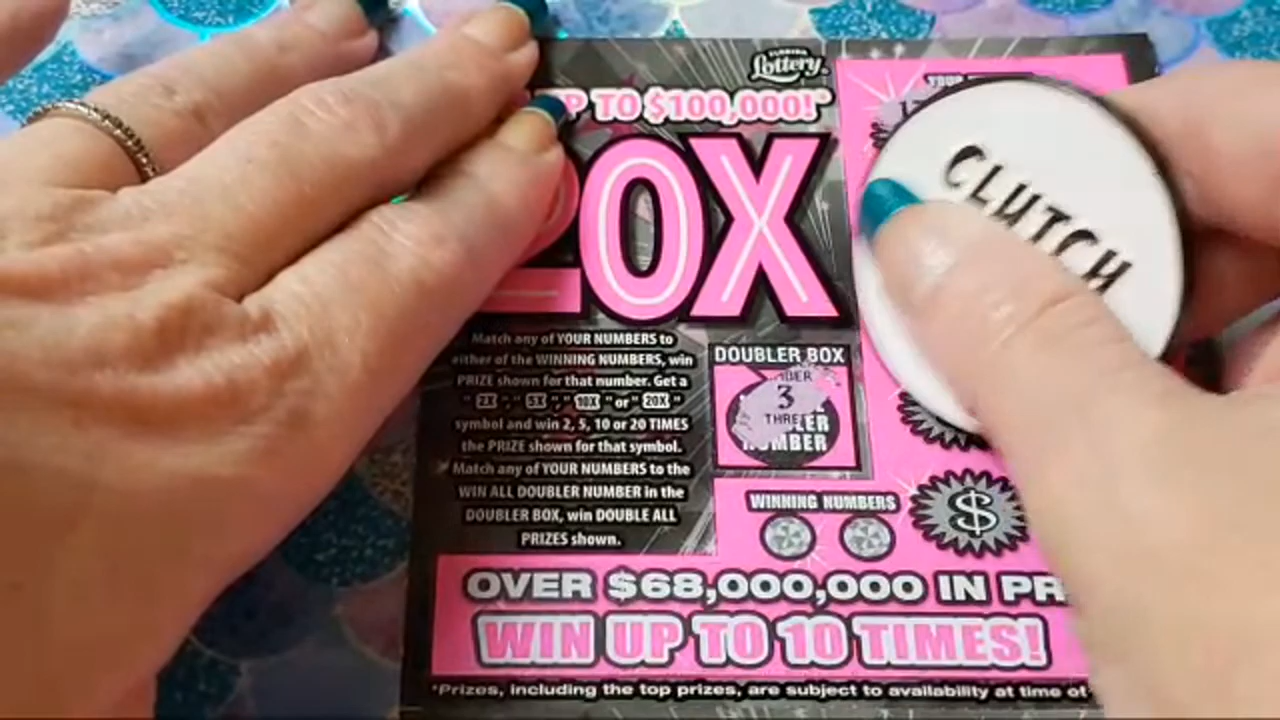 FLORIDA
Lottery
UP TO $100,000!*
20X
CLUTCH
Match any of YOUR NUMBERS to
either of the WINNING NUMBERS, win
PRIZE shown for that number. Get a
" 2X "," 5X "," 10X " or " 20X "
symbol and win 2, 5, 10 or 20 TIMES
the PRIZE shown for that symbol.
Match any of YOUR NUMBERS to the
WIN ALL DOUBLER NUMBER in the
DOUBLER BOX, win DOUBLE ALL
PRIZES shown.
DOUBLER BOX
3
THREE
NUMBER
WINNING NUMBERS
$
OVER $68,000,000 IN PR
WIN UP TO 10 TIMES!
*Prizes, including the top prizes, are subject to availability at time of